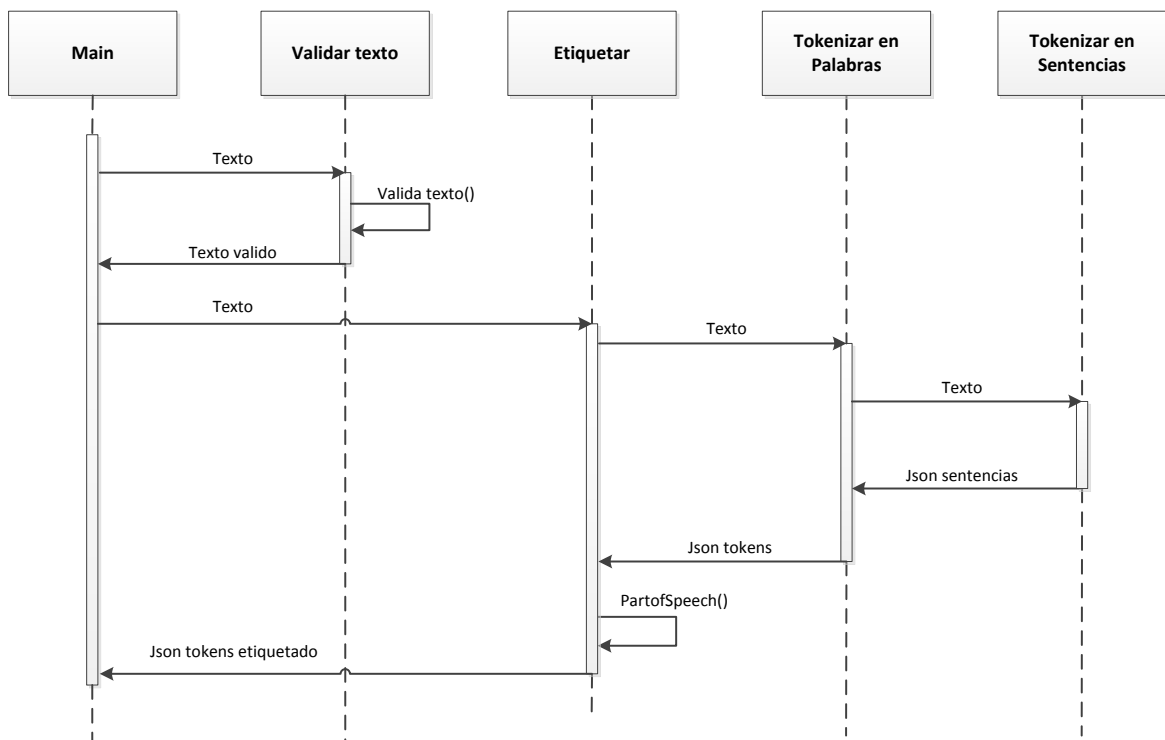 Main
Validar texto
Etiquetar
Tokenizar en
Palabras
Tokenizar en
Sentencias
Texto
Valida texto()
Texto valido
Texto
Texto
Texto
Json sentencias
Json tokens
PartofSpeech()
Json tokens etiquetado